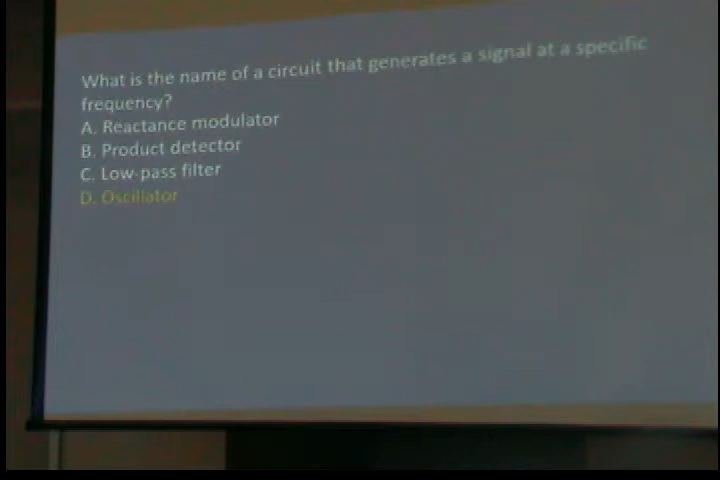 What is the name of a circuit that generates a signal at a specific
frequency?
A. Reactance modulator
B. Product detector
C. Low-pass filter
D. Oscillator